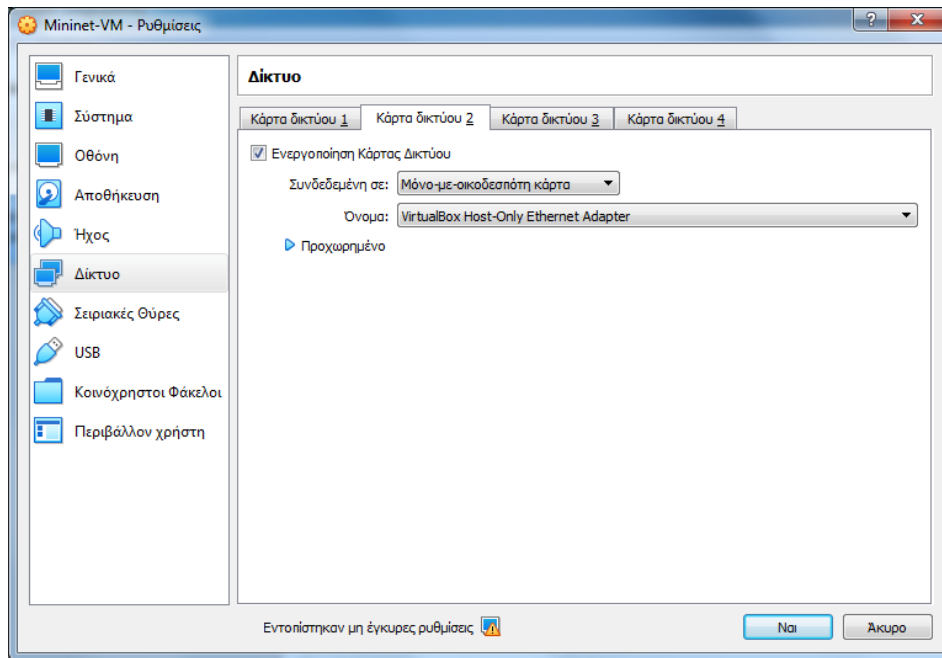 Mininet-VM - Ρυθμίσεις
Γενικά
Σύστημα
Οθόνη
Αποθήκευση
Ήχος
Δίκτυο
Σειριακές Θύρες
USB
Κοινόχρηστοι Φάκελοι
Περιβάλλον χρήστη
Δίκτυο
Κάρτα δικτύου 1 Κάρτα δικτύου 2 Κάρτα δικτύου 3 Κάρτα δικτύου 4
Ενεργοποίηση Κάρτας Δικτύου
Συνδεδεμένη σε: Μόνο-με-οικοδεσπότη κάρτα
Όνομα: VirtualBox Host-Only Ethernet Adapter
Προχωρημένο
Εντοπίστηκαν μη έγκυρες ρυθμίσεις
Ναι Άκυρο